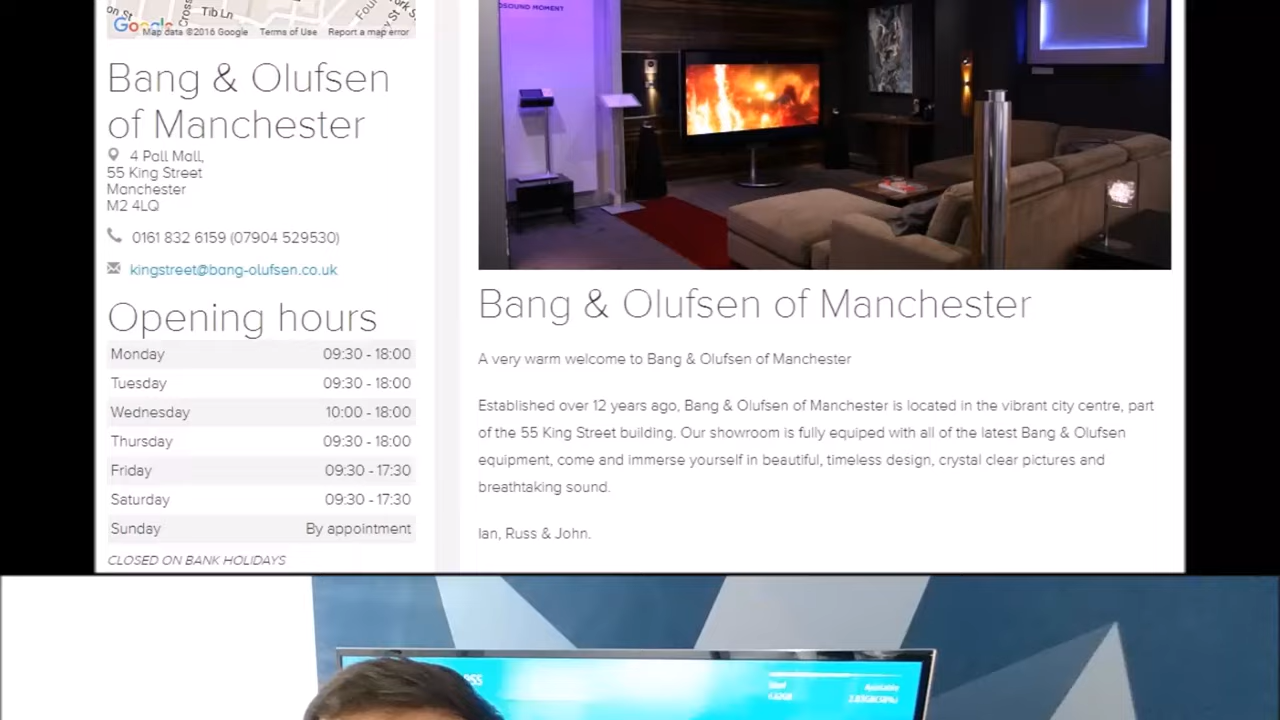 on St
Tib Ln
Google
Map data ©2016 Google
Terms of Use
Report a map error
SOUND MOMENT
Bang & Olufsen
of Manchester
4 Pall Mall,
55 King Street
Manchester
M2 4LQ
0161 832 6159 (07904 529530)
kingstreet@bang-olufsen.co.uk
Opening hours
Monday 09:30 - 18:00
Tuesday 09:30 - 18:00
Wednesday 10:00 - 18:00
Thursday 09:30 - 18:00
Friday 09:30 - 17:30
Saturday 09:30 - 17:30
Sunday By appointment
CLOSED ON BANK HOLIDAYS
Bang & Olufsen of Manchester
A very warm welcome to Bang & Olufsen of Manchester
Established over 12 years ago, Bang & Olufsen of Manchester is located in the vibrant city centre, part
of the 55 King Street building. Our showroom is fully equiped with all of the latest Bang & Olufsen
equipment, come and immerse yourself in beautiful, timeless design, crystal clear pictures and
breathtaking sound.
Ian, Russ & John.